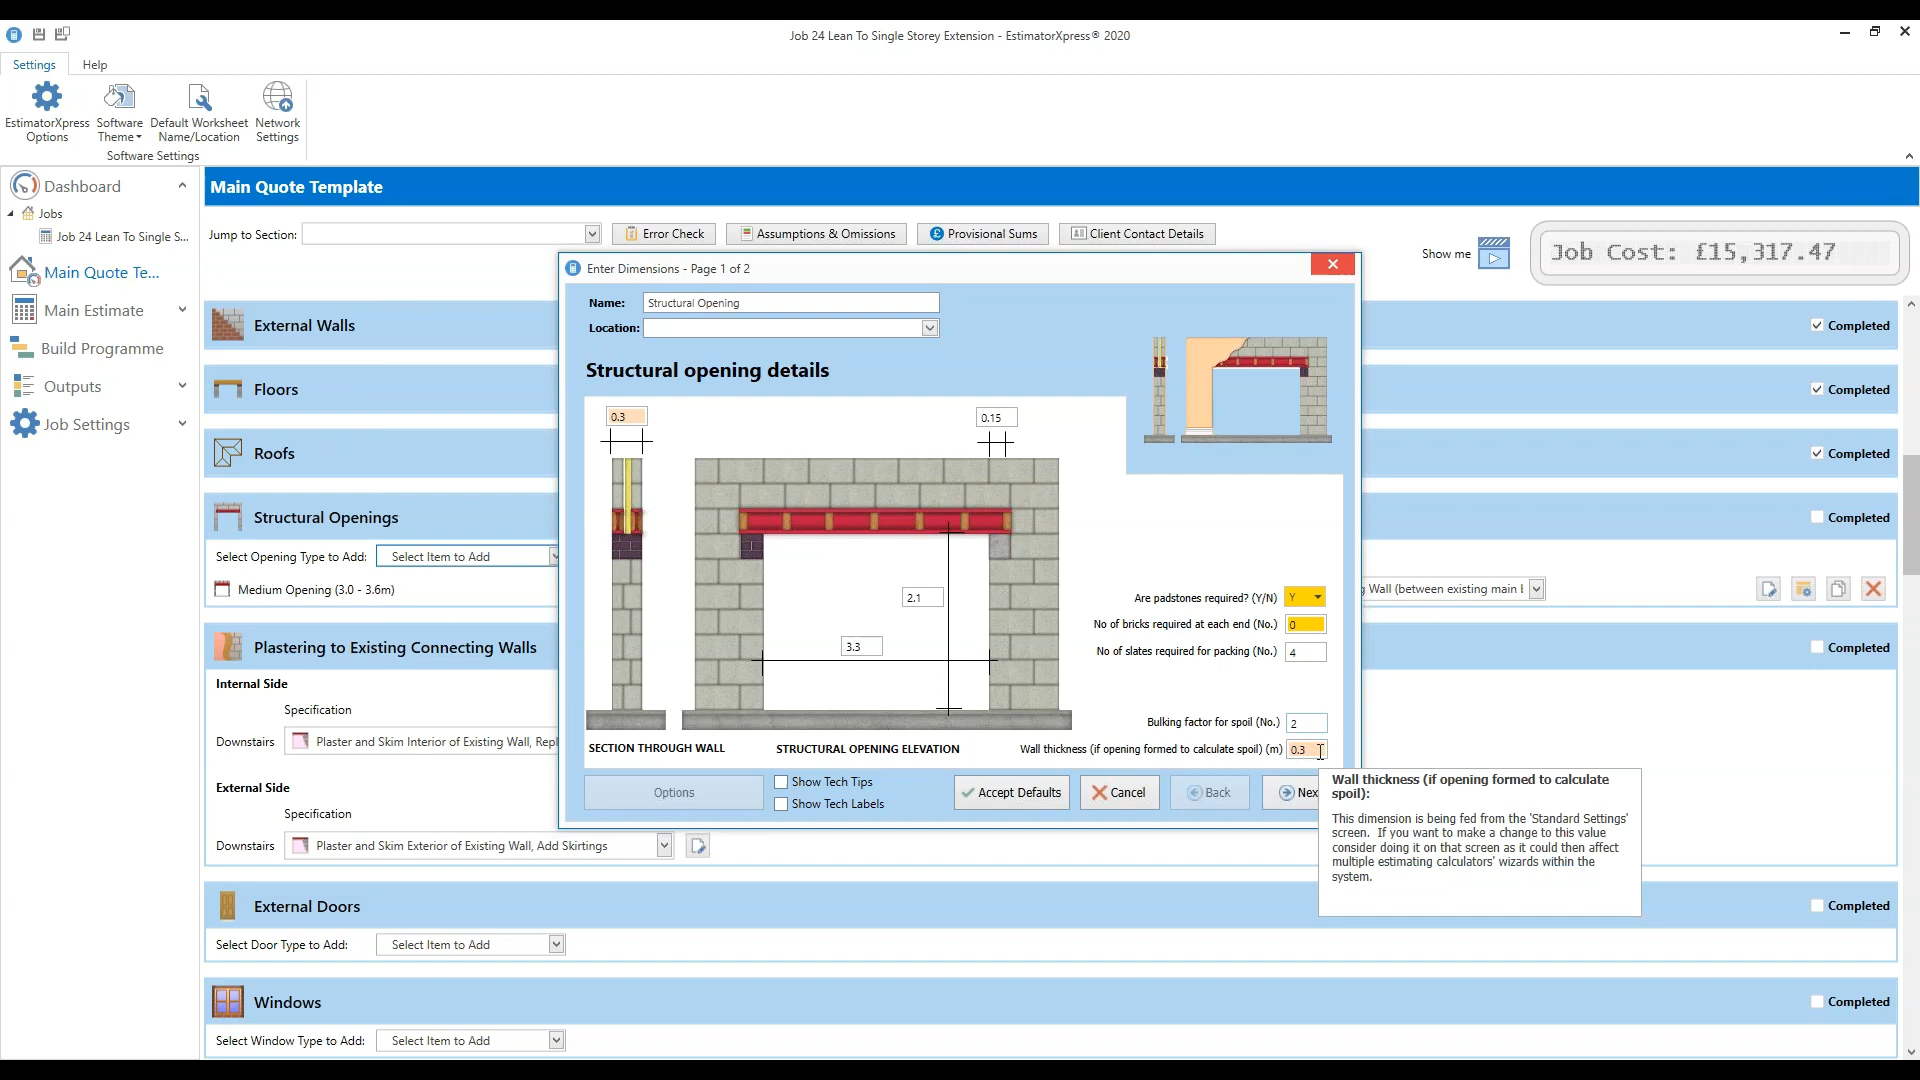 Job 24 Lean To Single Storey Extension - EstimatorXpress® 2020
Settings
Help
EstimatorXpress Options
Software Theme
Default Worksheet Name/Location
Network Settings
Software Settings
Dashboard
Jobs
Job 24 Lean To Single S...
Main Quote Te...
Main Estimate
Build Programme
Outputs
Job Settings
Main Quote Template
Jump to Section:
Error Check
Assumptions & Omissions
Provisional Sums
Client Contact Details
Show me
Job Cost: £15,317.47
External Walls
Completed
Floors
Completed
Roofs
Completed
Structural Openings
Completed
Select Opening Type to Add:
Select Item to Add
Medium Opening (3.0 - 3.6m)
Wall (between existing main
Plastering to Existing Connecting Walls
Completed
Internal Side
Specification
Downstairs
Plaster and Skim Interior of Existing Wall, Repl
External Side
Specification
Downstairs
Plaster and Skim Exterior of Existing Wall, Add Skirtings
External Doors
Completed
Select Door Type to Add:
Select Item to Add
Windows
Completed
Select Window Type to Add:
Select Item to Add
Enter Dimensions - Page 1 of 2
Name:
Structural Opening
Location:
Structural opening details
0.3
0.15
2.1
3.3
Are padstones required? (Y/N)
Y
No of bricks required at each end (No.)
0
No of slates required for packing (No.)
4
Bulking factor for spoil (No.)
2
SECTION THROUGH WALL
STRUCTURAL OPENING ELEVATION
Wall thickness (if opening formed to calculate spoil) (m)
0.3
Options
Show Tech Tips
Show Tech Labels
Accept Defaults
Cancel
Back
Nex
Wall thickness (if opening formed to calculate
spoil):
This dimension is being fed from the 'Standard Settings'
screen. If you want to make a change to this value
consider doing it on that screen as it could then affect
multiple estimating calculators' wizards within the
system.